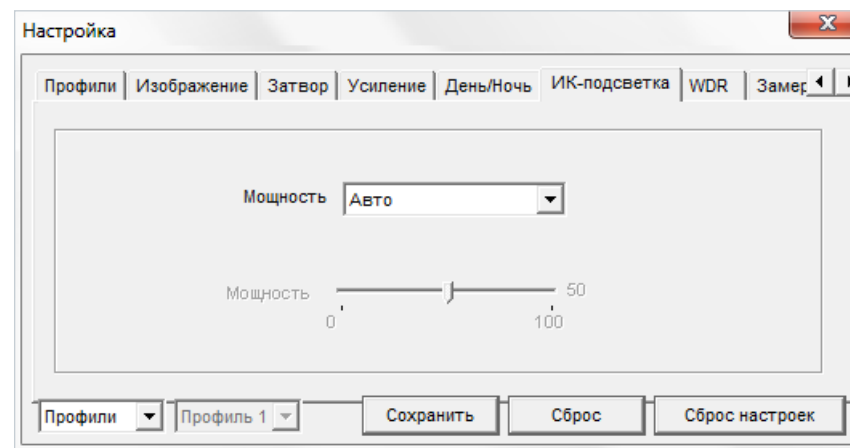 Настройка
Профили Изображение Затвор Усиление День/Ночь ИК-подсветка WDR Замер
Мощность Авто
Мощность 50
0 100
Профили Профиль 1 Сохранить Сброс Сброс настроек